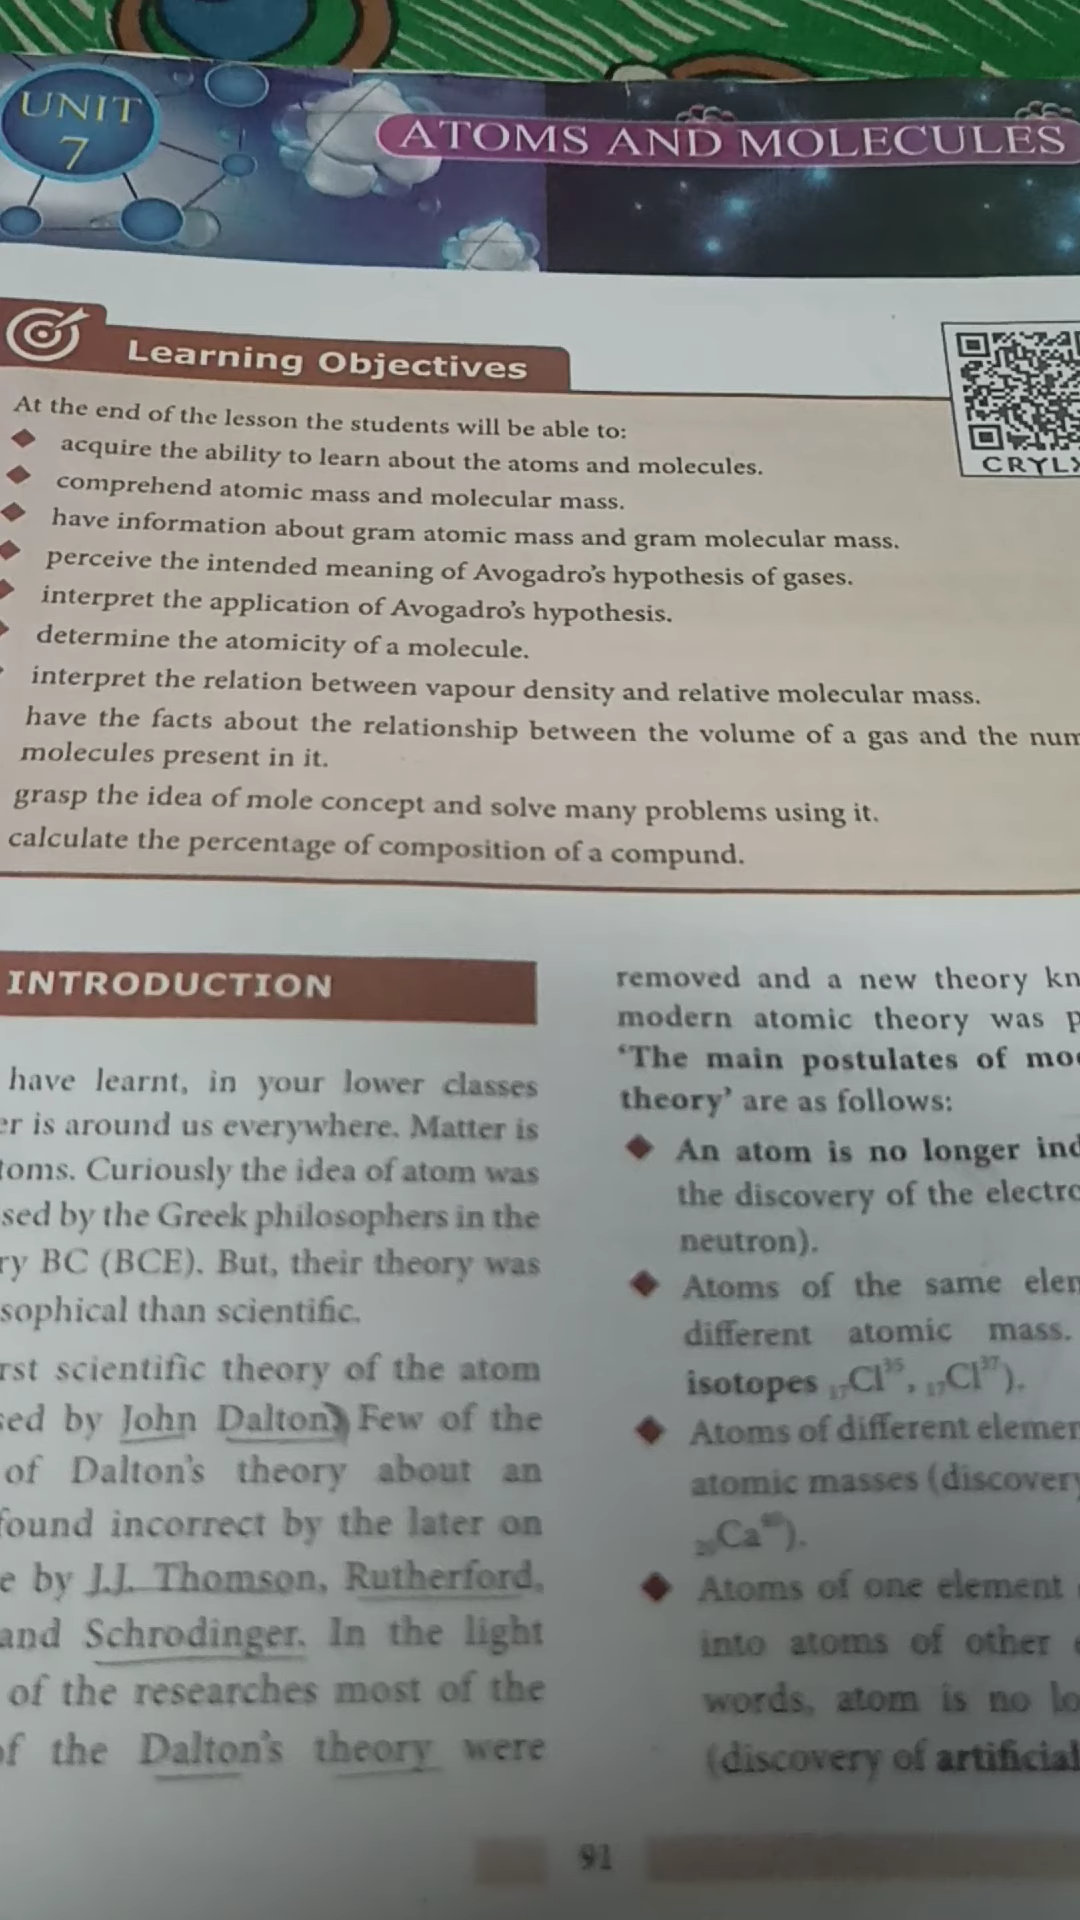 UNIT
7
ATOMS AND MOLECULES
Learning Objectives
CRYLX
At the end of the lesson the students will be able to:
acquire the ability to learn about the atoms and molecules.
comprehend atomic mass and molecular mass.
have information about gram atomic mass and gram molecular mass.
perceive the intended meaning of Avogadro's hypothesis of gases.
interpret the application of Avogadro's hypothesis.
determine the atomicity of a molecule.
interpret the relation between vapour density and relative molecular mass.
have the facts about the relationship between the volume of a gas and the num
molecules present in it.
grasp the idea of mole concept and solve many problems using it.
calculate the percentage of composition of a compund.
INTRODUCTION
have learnt, in your lower classes
er is around us everywhere. Matter is
toms. Curiously the idea of atom was
sed by the Greek philosophers in the
ry BC (BCE). But, their theory was
sophical than scientific.
rst scientific theory of the atom
sed by John Dalton. Few of the
of Dalton's theory about an
found incorrect by the later on
e by J.J. Thomson, Rutherford,
and Schrodinger. In the light
of the researches most of the
of the Dalton's theory were
removed and a new theory kn
modern atomic theory was p
'The main postulates of mo
theory' are as follows:
An atom is no longer ind
the discovery of the electro
neutron).
Atoms of the same elem
different atomic mass.
isotopes ₁₇Cl³⁵, ₁₇Cl³⁷).
Atoms of different elemen
atomic masses (discovery
₂₀Ca⁴⁰).
Atoms of one element
into atoms of other
words, atom is no lo
(discovery of artificial
91